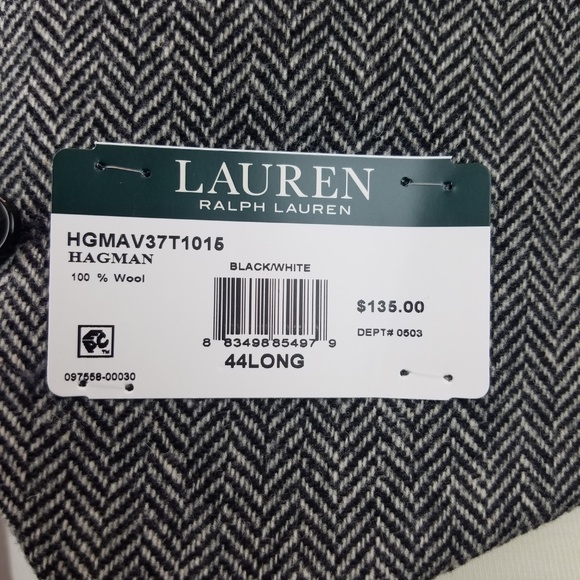 LAUREN
RALPH LAUREN
HGMAV37T1015
HAGMAN
100 % Wool
BLACK/WHITE
$135.00
DEPT# 0503
8 83498 85497 9
44LONG
TM
097558-00030